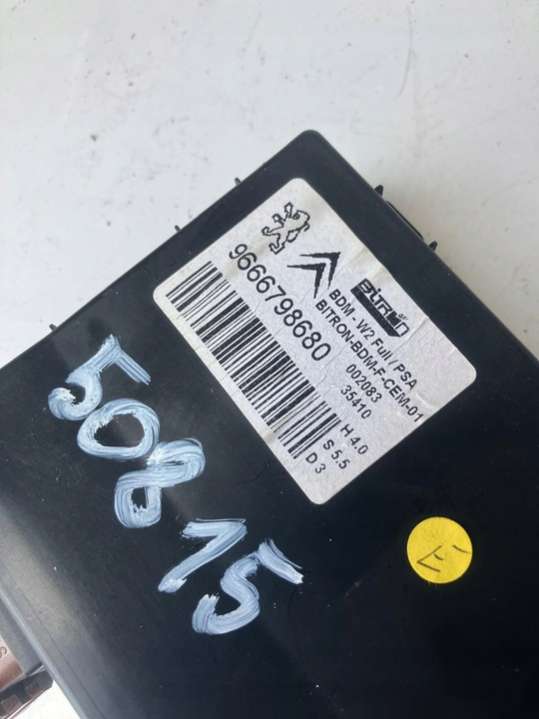 9666798680
Bitron
BDM - W2 Full / PSA
BITRON-BDM-F-CEM-01
002083
35410
H 4.0
S 5.5
D 3
508 15